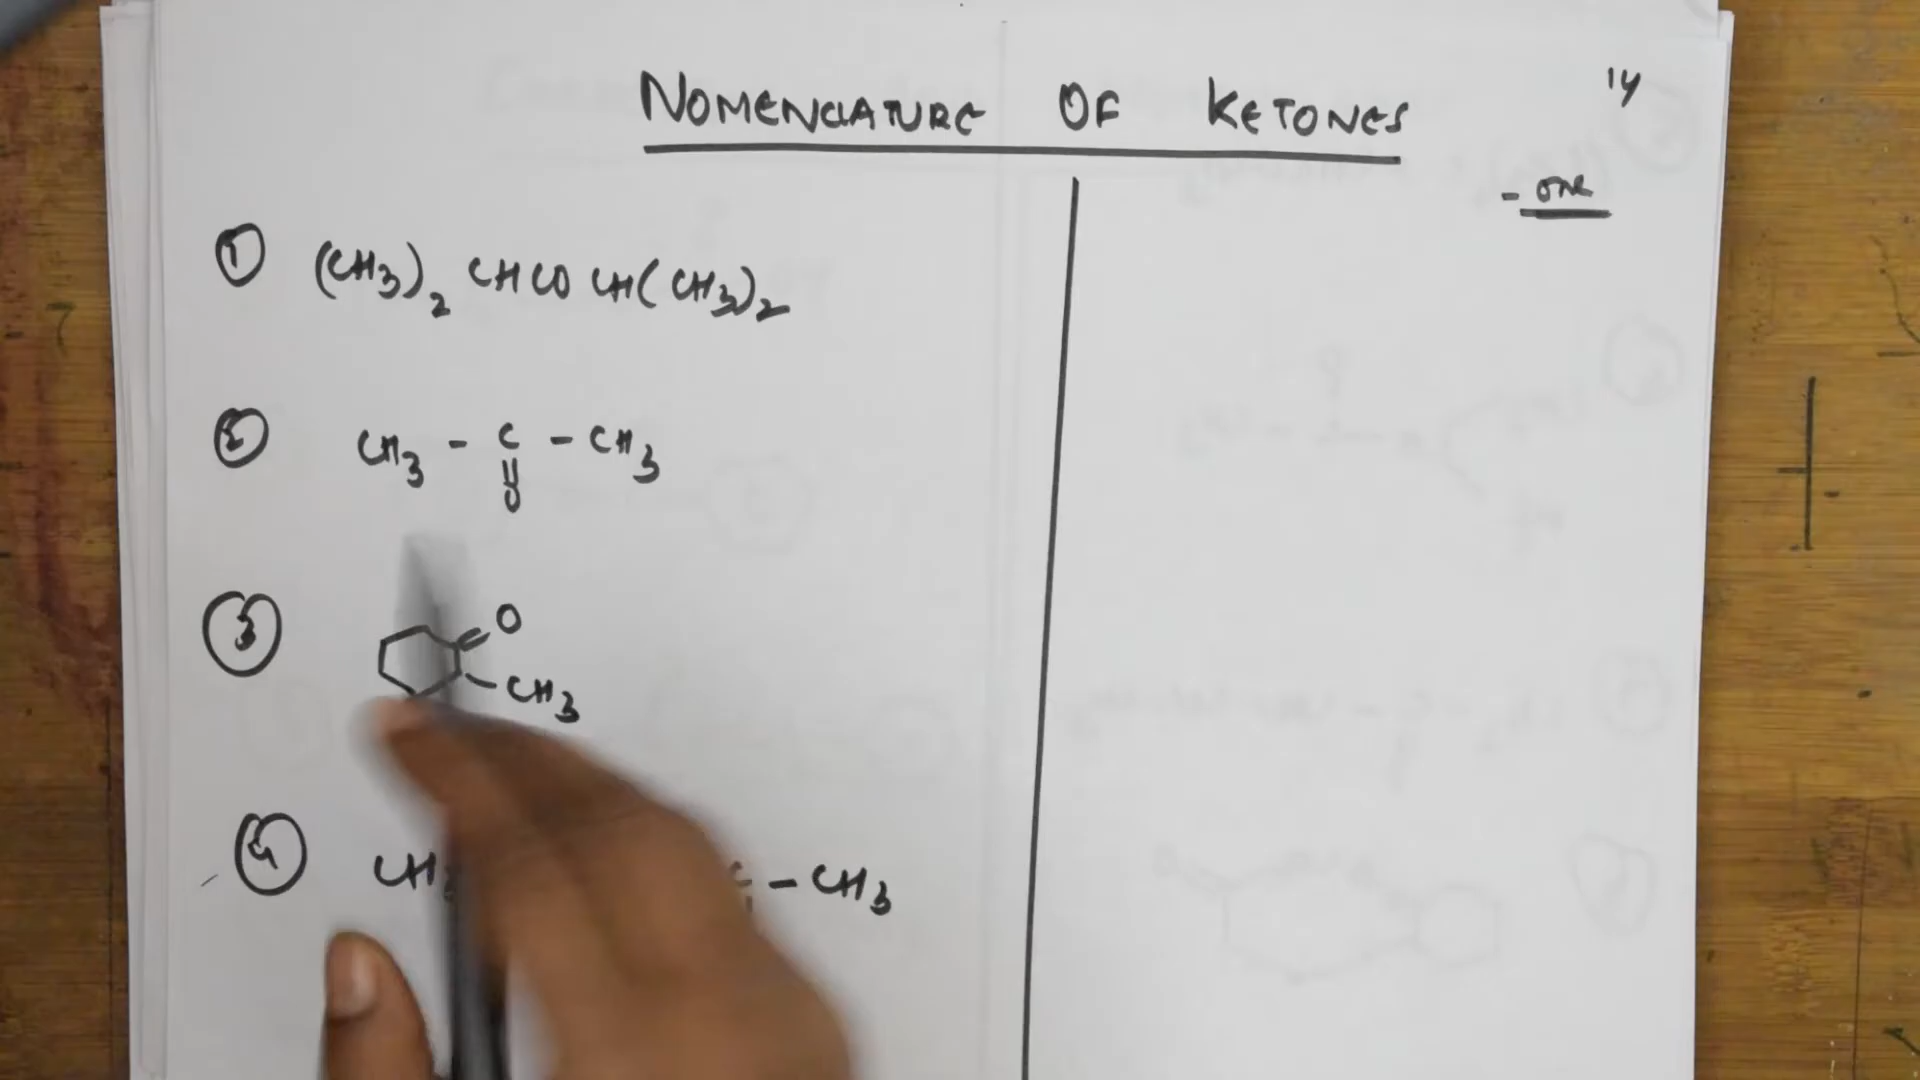 NOMENCLATURE OF KETONES
14
- one
① (CH3)2 CHCO CH(CH3)2
② CH3 - C - CH3
O
③ O
CH3
④ CH3 C - CH3